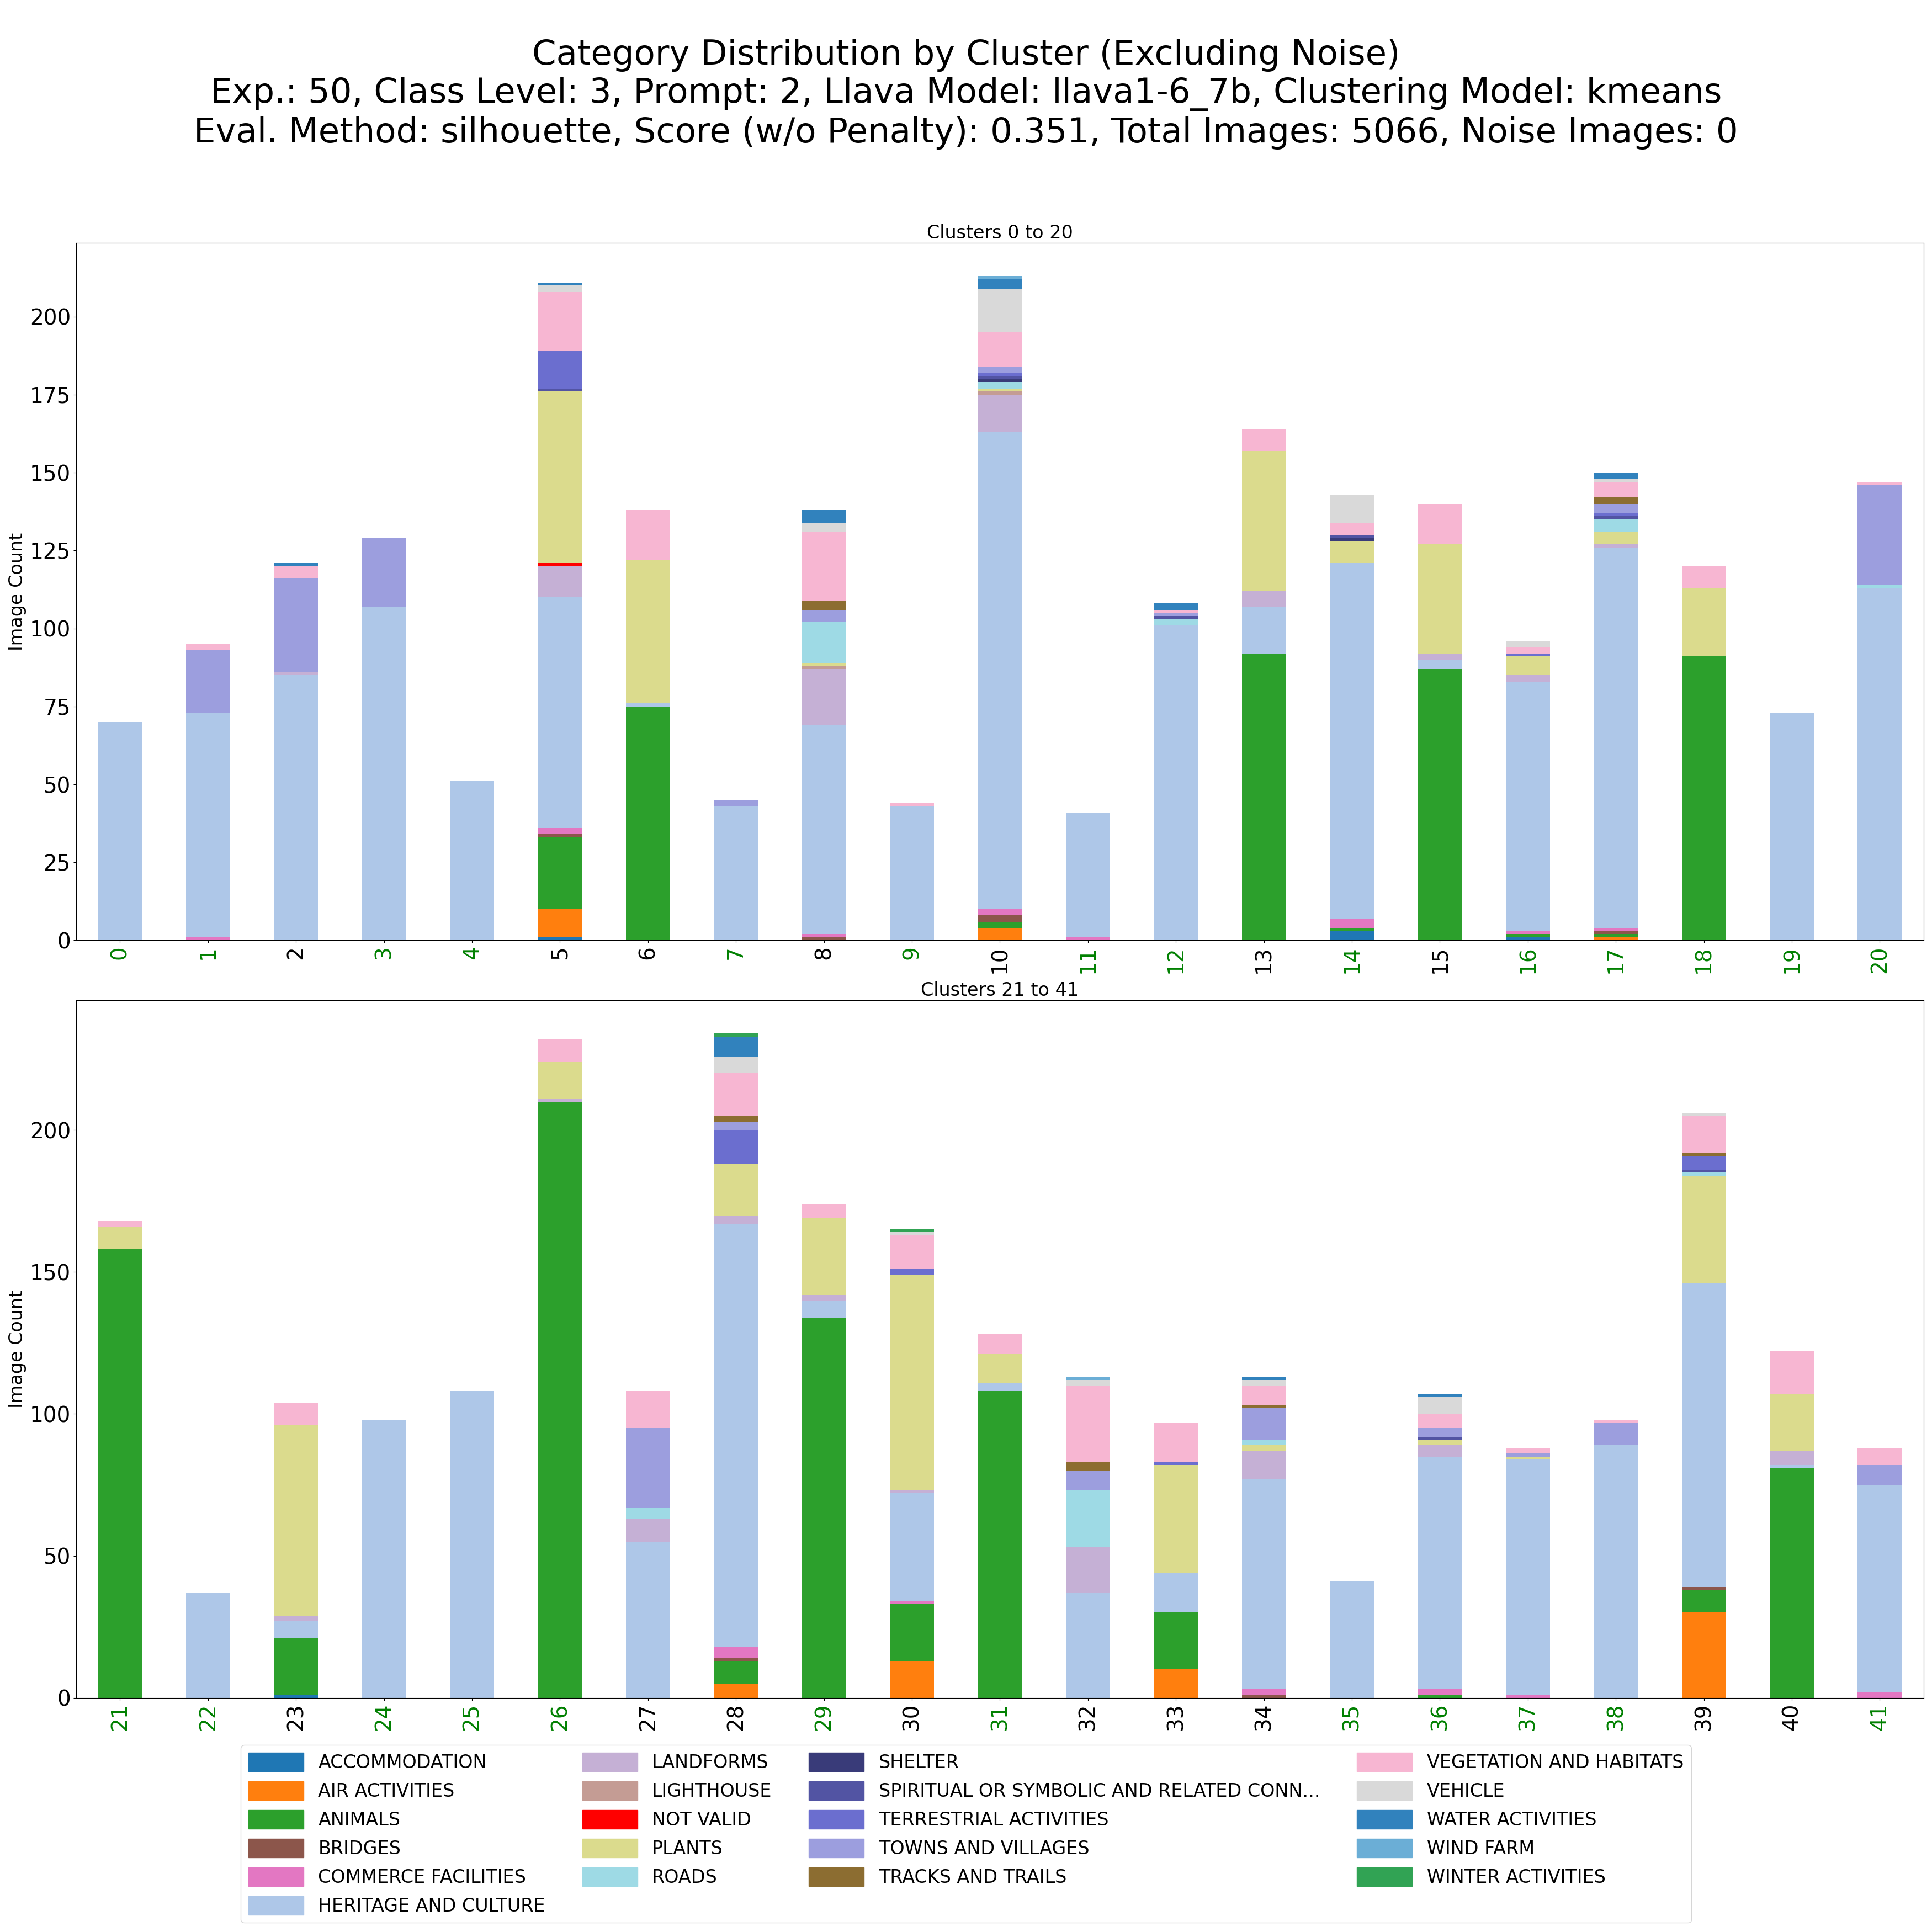 Category Distribution by Cluster (Excluding Noise)
Exp.: 50, Class Level: 3, Prompt: 2, Llava Model: llava1-6_7b, Clustering Model: kmeans
Eval. Method: silhouette, Score (w/o Penalty): 0.351, Total Images: 5066, Noise Images: 0
Clusters 0 to 20
Image Count
200
175
150
125
100
75
50
25
0
0 1 2 3 4 5 6 7 8 9 10 11 12 13 14 15 16 17 18 19 20
Clusters 21 to 41
Image Count
200
150
100
50
0
21 22 23 24 25 26 27 28 29 30 31 32 33 34 35 36 37 38 39 40 41
ACCOMMODATION
AIR ACTIVITIES
ANIMALS
BRIDGES
COMMERCE FACILITIES
HERITAGE AND CULTURE
LANDFORMS
LIGHTHOUSE
NOT VALID
PLANTS
ROADS
SHELTER
SPIRITUAL OR SYMBOLIC AND RELATED CONN...
TERRESTRIAL ACTIVITIES
TOWNS AND VILLAGES
TRACKS AND TRAILS
VEGETATION AND HABITATS
VEHICLE
WATER ACTIVITIES
WIND FARM
WINTER ACTIVITIES